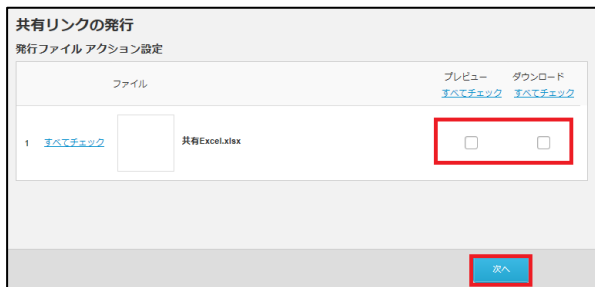 共有リンクの発行
発行ファイル アクション設定
ファイル プレビュー ダウンロード
すべてチェック すべてチェック
1 すべてチェック 共有Excel.xlsx
次へ